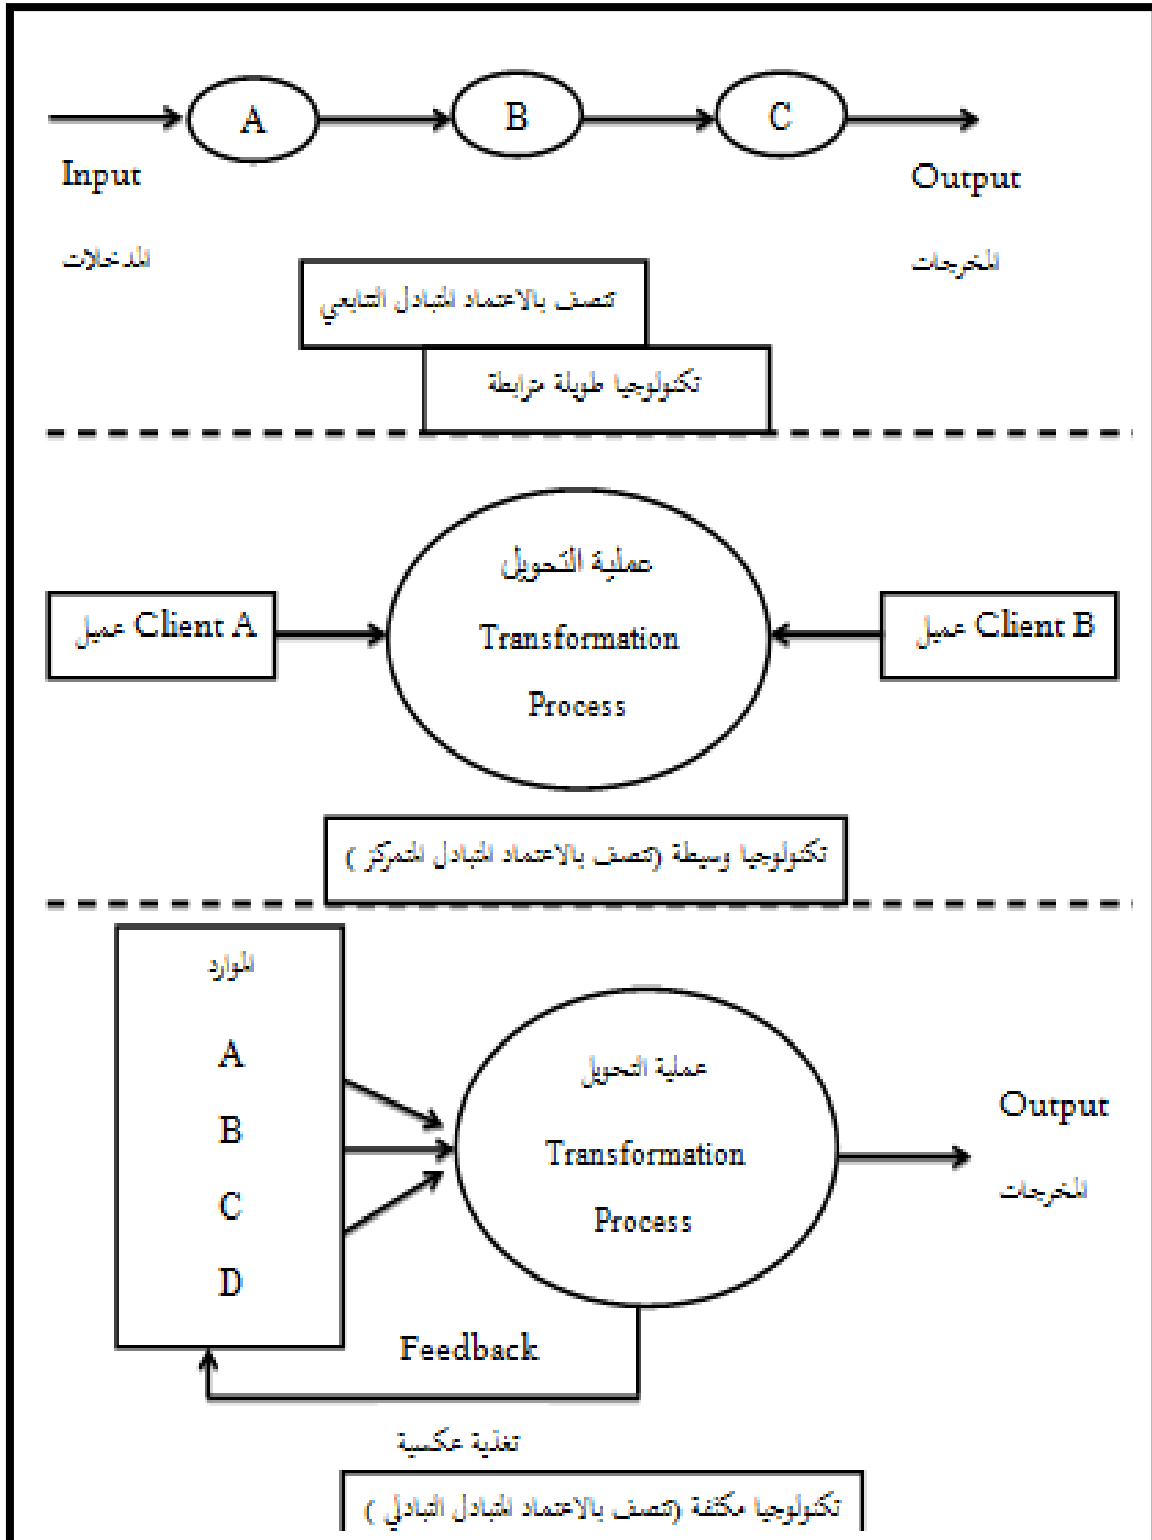 A
B
C
Input
Output
المدخلات
المخرجات
تتصف بالاعتماد المتبادل التتابعي
تكنولوجيا طويلة مترابطة
عملية التحويل
Transformation
Process
عميل Client A
عميل Client B
تكنولوجيا وسيطة (تتصف بالاعتماد المتبادل المتمركز )
الموارد
A
B
C
D
عملية التحويل
Transformation
Process
Output
المخرجات
Feedback
تغذية عكسية
تكنولوجيا مكثفة (تتصف بالاعتماد المتبادل التبادلي )